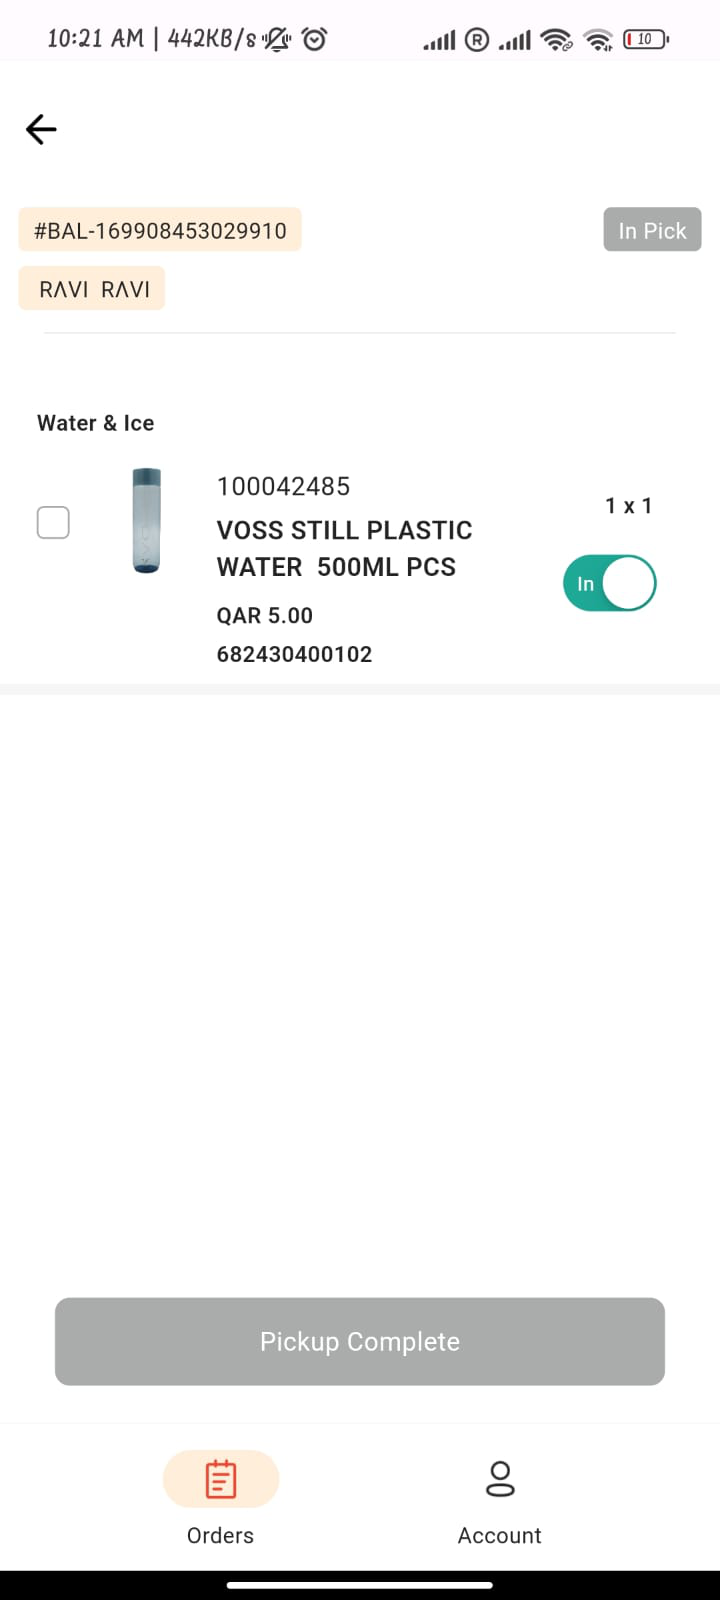 10:21 AM | 442KB/s
R
10
#BAL-169908453029910
In Pick
RAVI RAVI
Water & Ice
100042485
1 x 1
VOSS STILL PLASTIC
WATER 500ML PCS
In
QAR 5.00
682430400102
Pickup Complete
Orders
Account